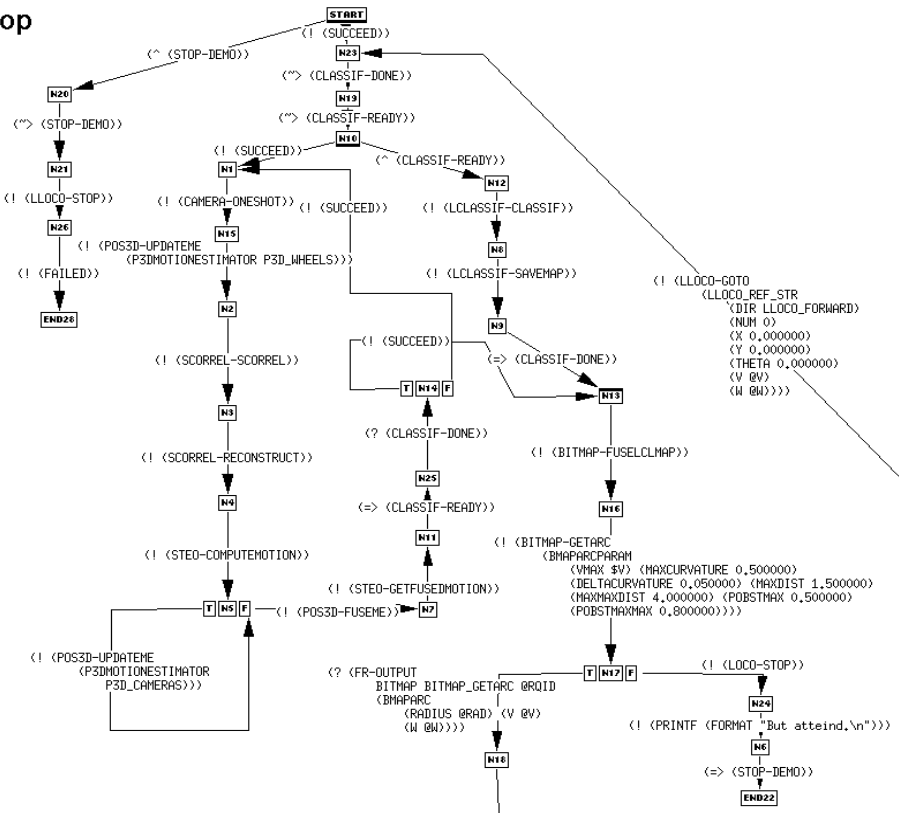 op
START
(! (SUCCEED))
(^ (STOP-DEMO))
N23
(~> (CLASSIF-DONE))
N20
N19
(~> (STOP-DEMO))
(~> (CLASSIF-READY))
N10
(! (SUCCEED))
(^ (CLASSIF-READY))
N21
N1
N12
(! (LLOCO-STOP))
(! (CAMERA-ONESHOT))
(! (SUCCEED))
(! (LCLASSIF-CLASSIF))
N26
N15
(! (POS3D-UPDATEME
(P3DMOTIONESTIMATOR P3D_WHEELS)))
N8
(! (FAILED))
(! (LCLASSIF-SAVEMAP))
(! (LLOCO-GOTO
(LLOCO_REF_STR
(DIR LLOCO_FORWARD)
(NUM 0)
(X 0.000000)
(Y 0.000000)
(THETA 0.000000)
(V @V)
(W @W))))
END28
N2
N9
(! (SUCCEED))
(! (SCORREL-SCORREL))
(=> (CLASSIF-DONE))
T N14 F
N13
N3
(? (CLASSIF-DONE))
(! (SCORREL-RECONSTRUCT))
(! (BITMAP-FUSELCLMAP))
N25
N4
(=> (CLASSIF-READY))
N16
N11
(! (STEO-COMPUTEMOTION))
(! (BITMAP-GETARC
(BMAPARCPARAM
(VMAX $V) (MAXCURVATURE 0.500000)
(DELTACURVATURE 0.050000) (MAXDIST 1.500000)
(MAXMAXDIST 4.000000) (POBSTMAX 0.500000)
(POBSTMAXMAX 0.800000))))
(! (STEO-GETFUSEDMOTION))
T N5 F
(! (POS3D-FUSEME))
N7
(! (POS3D-UPDATEME
(P3DMOTIONESTIMATOR
P3D_CAMERAS)))
T N17 F
(! (LOCO-STOP))
(? (FR-OUTPUT
BITMAP BITMAP_GETARC @RQID
(BMAPARC
(RADIUS @RAD) (V @V)
(W @W))))
N24
(! (PRINTF (FORMAT "But atteind.\n")))
N18
N6
(=> (STOP-DEMO))
END22